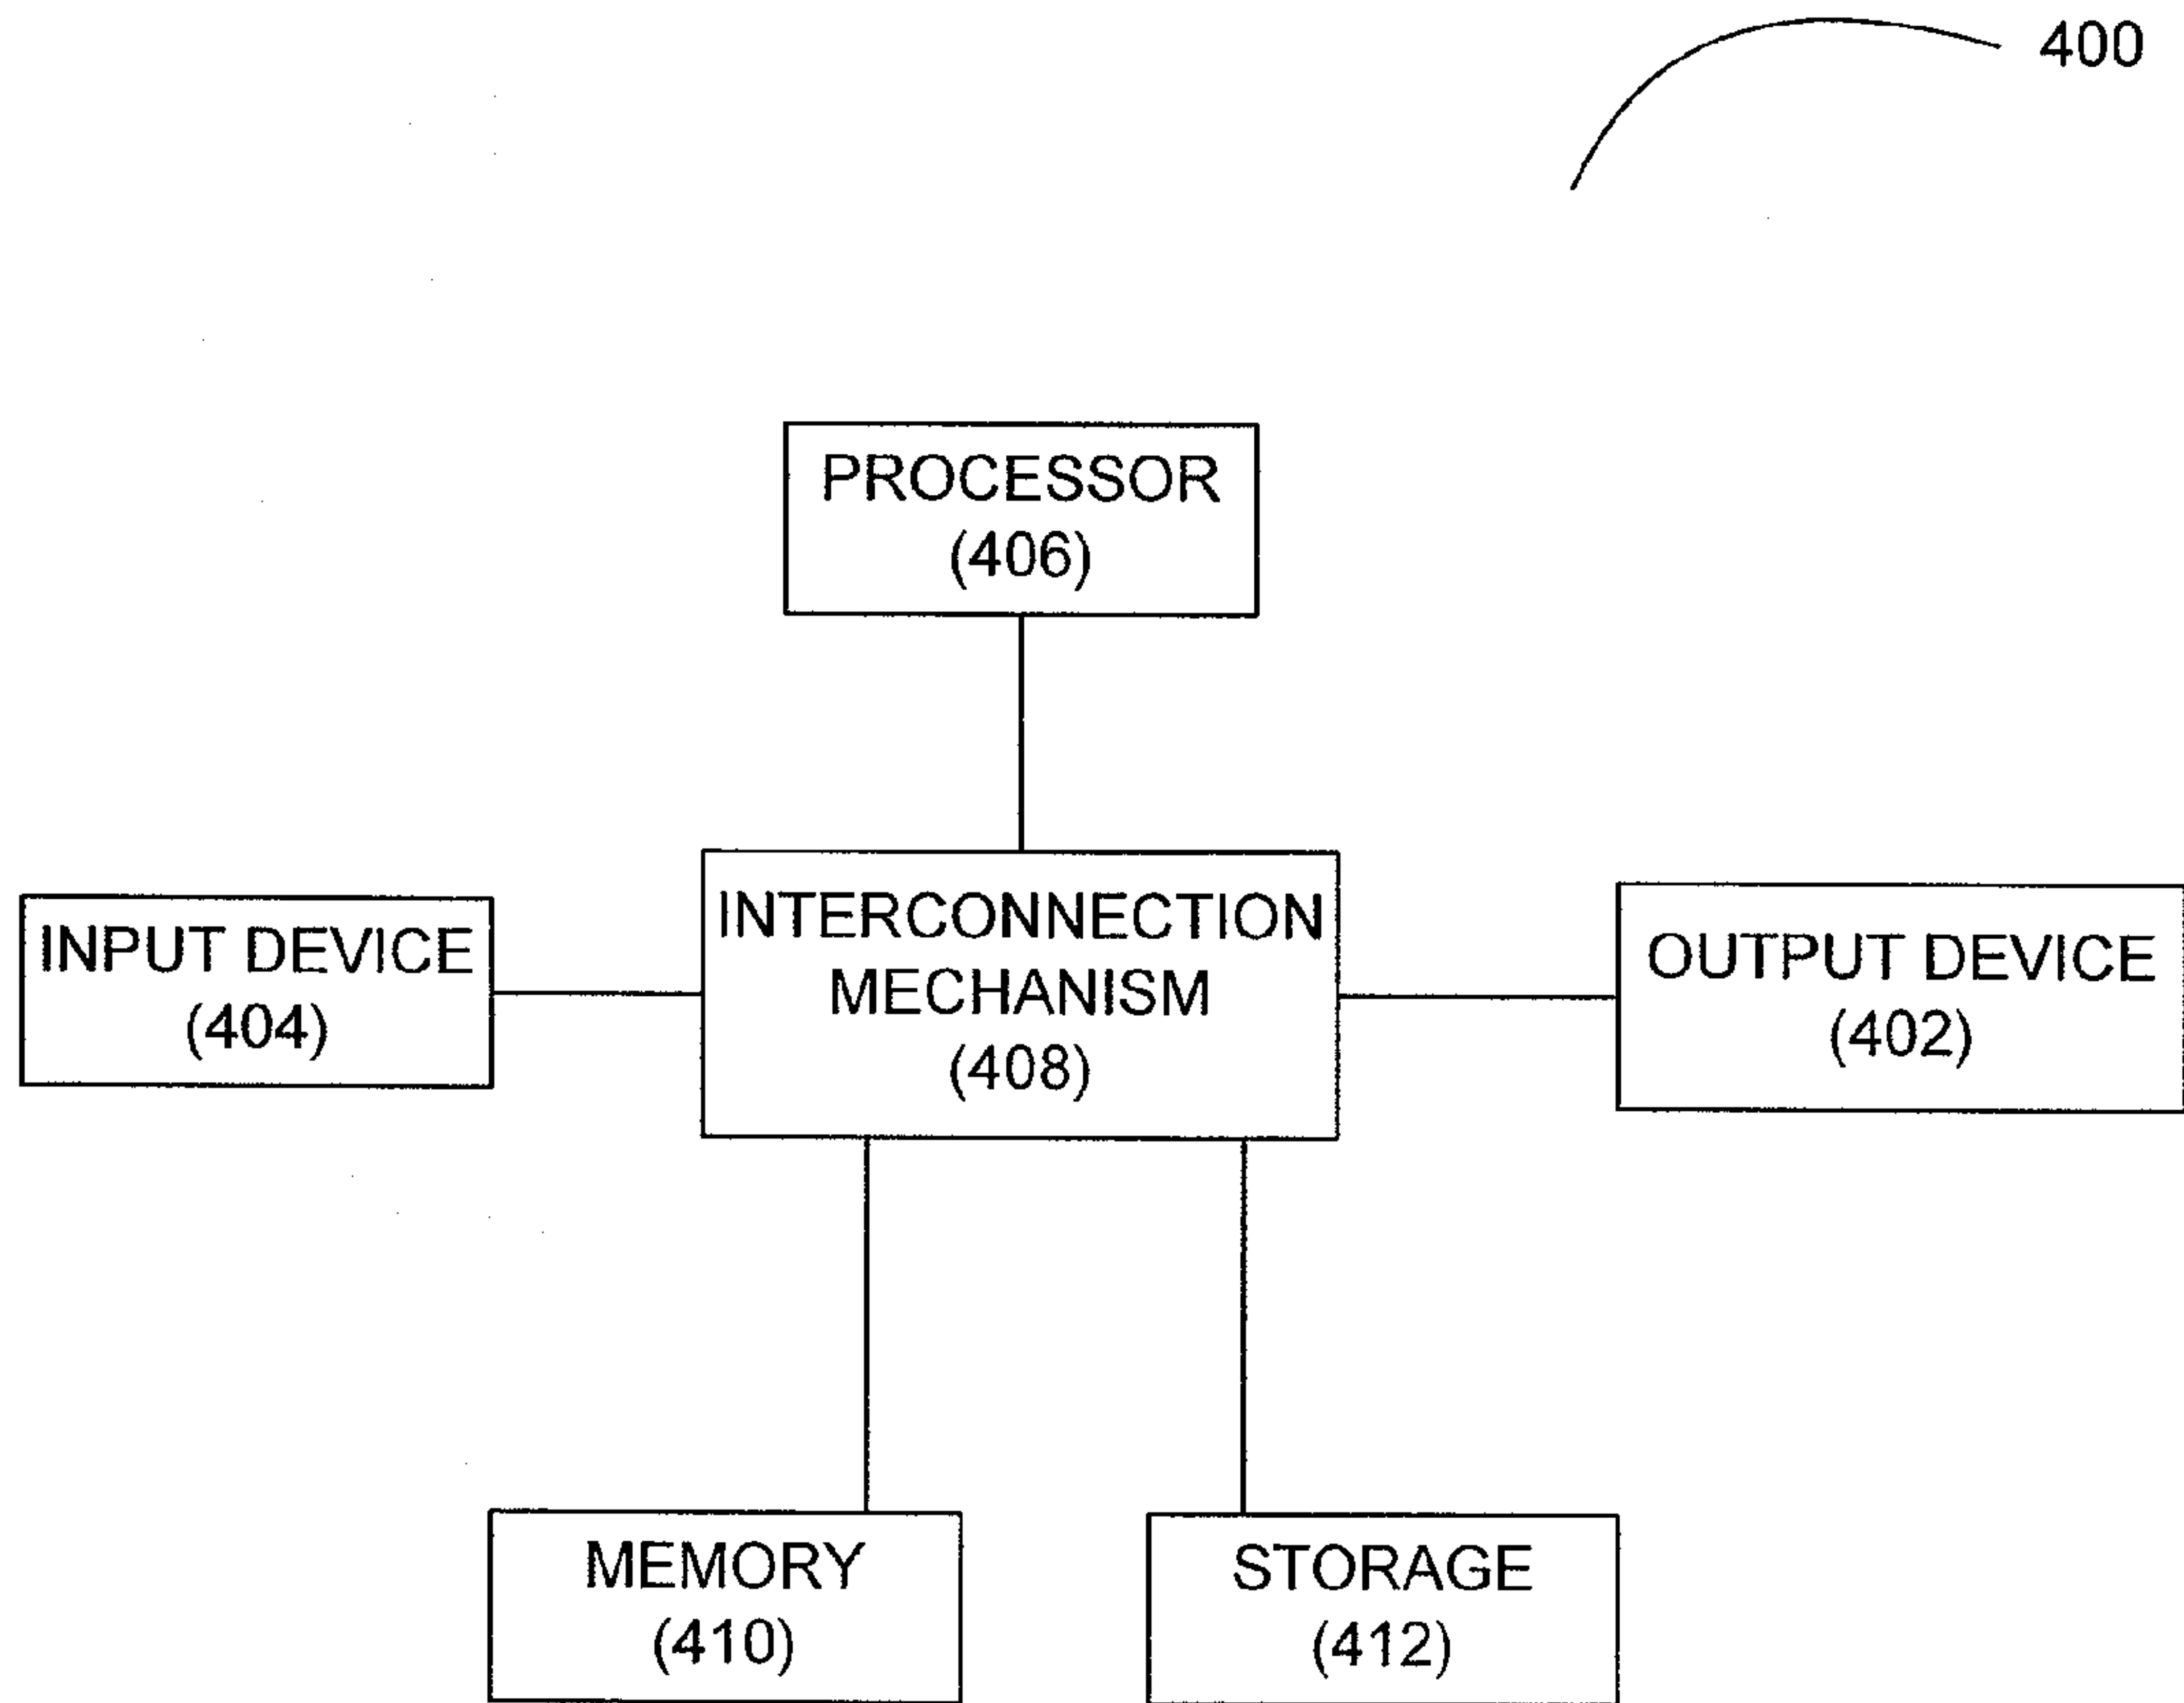 400
PROCESSOR
(406)
INTERCONNECTION
MECHANISM
(408)
INPUT DEVICE
(404)
OUTPUT DEVICE
(402)
MEMORY
(410)
STORAGE
(412)